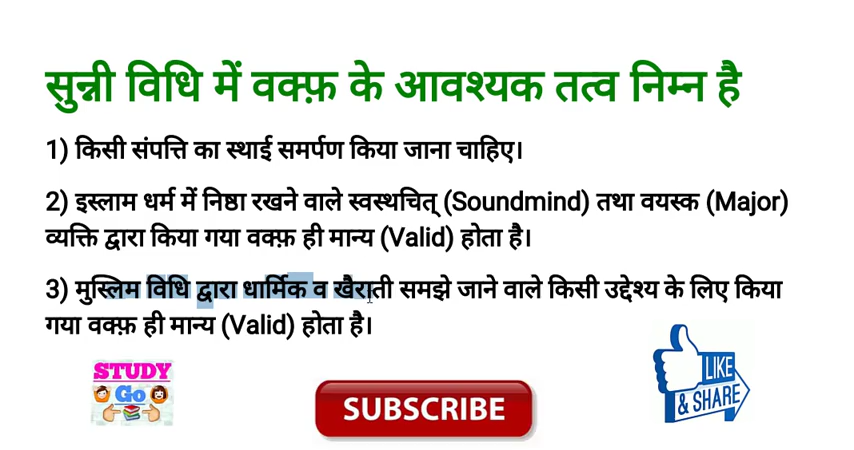 सुन्नी विधि में वक्फ़ के आवश्यक तत्व निम्न है
1) किसी संपत्ति का स्थाई समर्पण किया जाना चाहिए।
2) इस्लाम धर्म में निष्ठा रखने वाले स्वस्थचित् (Soundmind) तथा वयस्क (Major)
व्यक्ति द्वारा किया गया वक्फ़ ही मान्य (Valid) होता है।
3) मुस्लिम विधि द्वारा धार्मिक व खैराती समझे जाने वाले किसी उद्देश्य के लिए किया
गया वक्फ़ ही मान्य (Valid) होता है।
STUDY
Go
SUBSCRIBE
LIKE
& SHARE